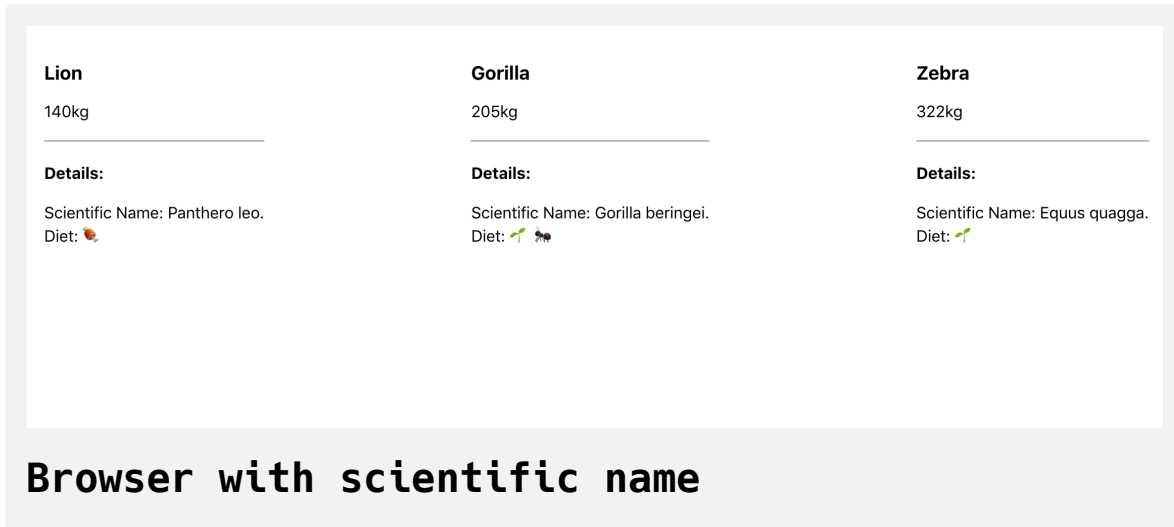 Lion
140kg
Details:
Scientific Name: Panthero leo.
Diet: 🍖
Gorilla
205kg
Details:
Scientific Name: Gorilla beringei.
Diet: 🌱 🐜
Zebra
322kg
Details:
Scientific Name: Equus quagga.
Diet: 🌱
Browser with scientific name